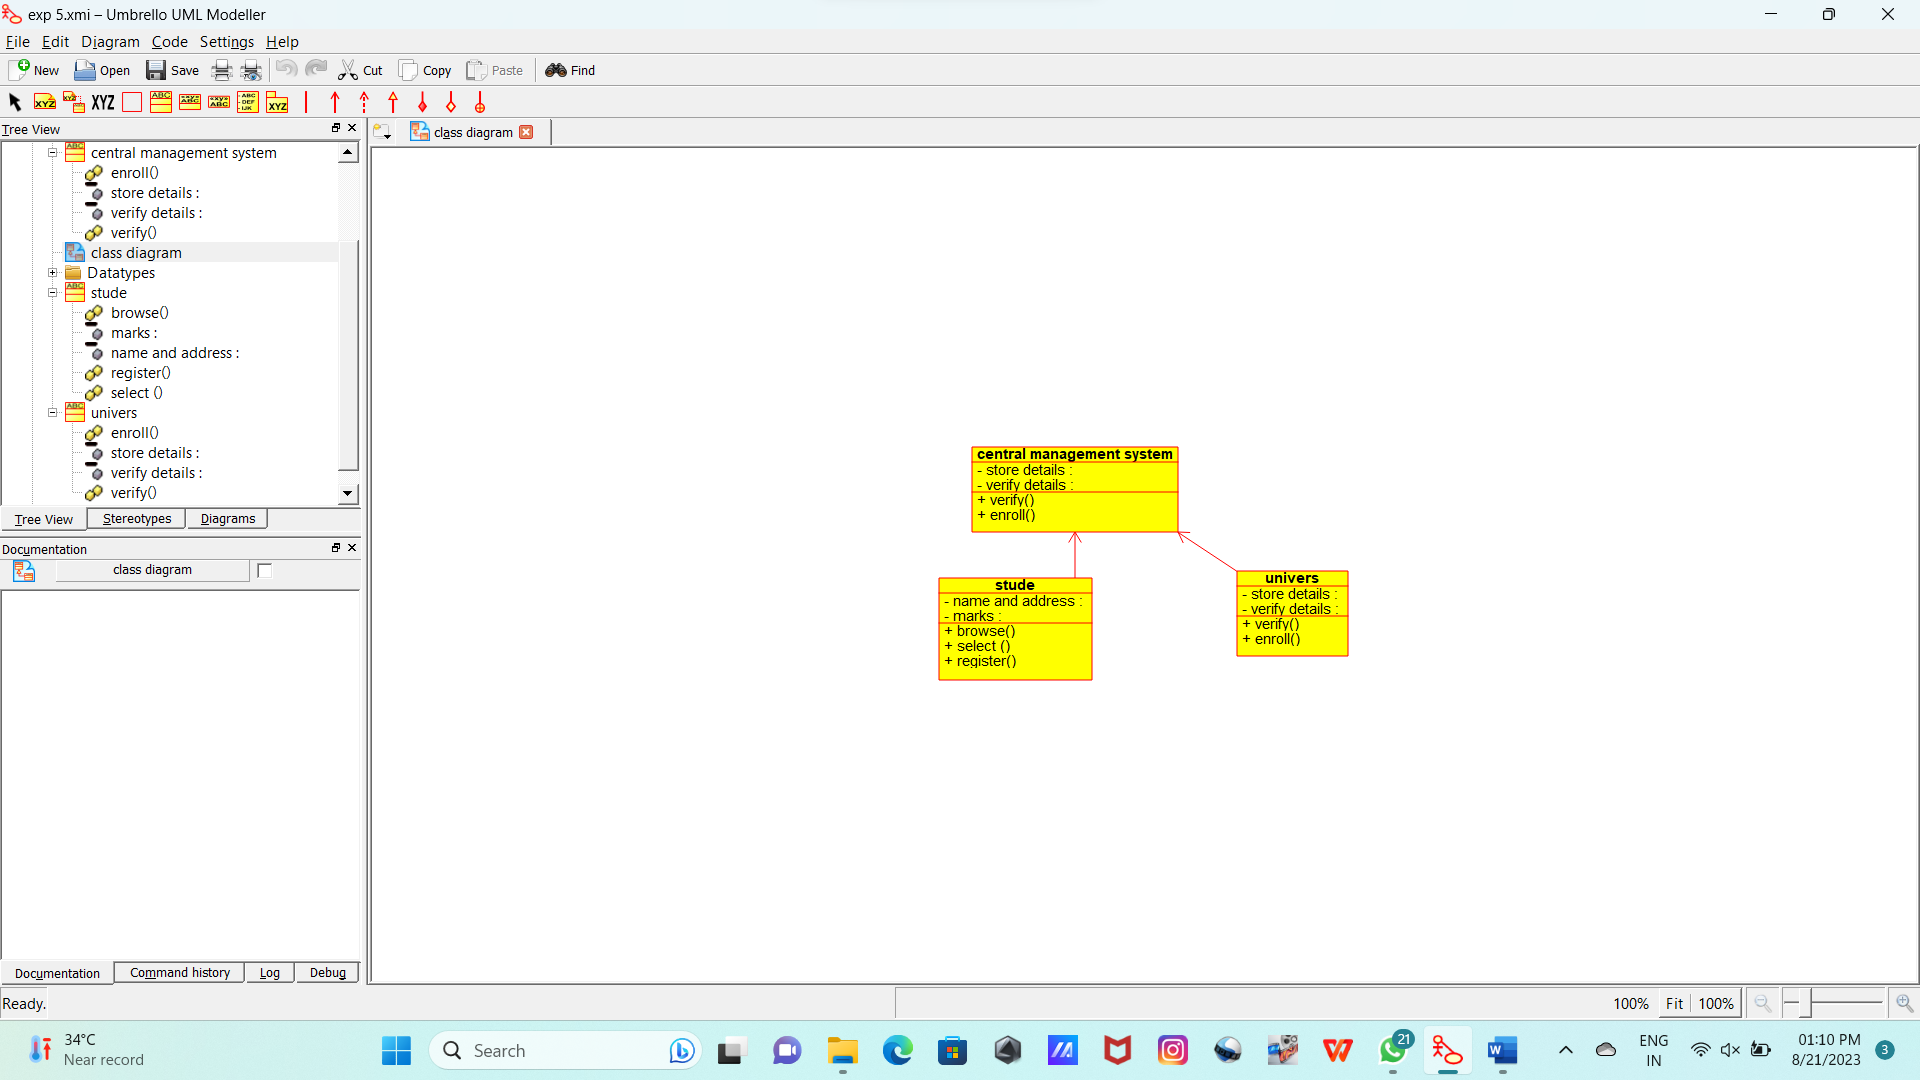 exp 5.xmi – Umbrello UML Modeller
File Edit Diagram Code Settings Help
New Open Save Cut Copy Paste Find
XYZ
Tree View
class diagram
central management system
enroll()
store details :
verify details :
verify()
class diagram
Datatypes
stude
browse()
marks :
name and address :
register()
select ()
univers
enroll()
store details :
verify details :
verify()
Tree View Stereotypes Diagrams
Documentation
class diagram
Documentation Command history Log Debug
central management system
- store details :
- verify details :
+ verify()
+ enroll()
stude
- name and address :
- marks :
+ browse()
+ select ()
+ register()
univers
- store details :
- verify details :
+ verify()
+ enroll()
Ready.
100% Fit 100%
34°C
Near record
Search
21
ENG
IN
01:10 PM
8/21/2023
3